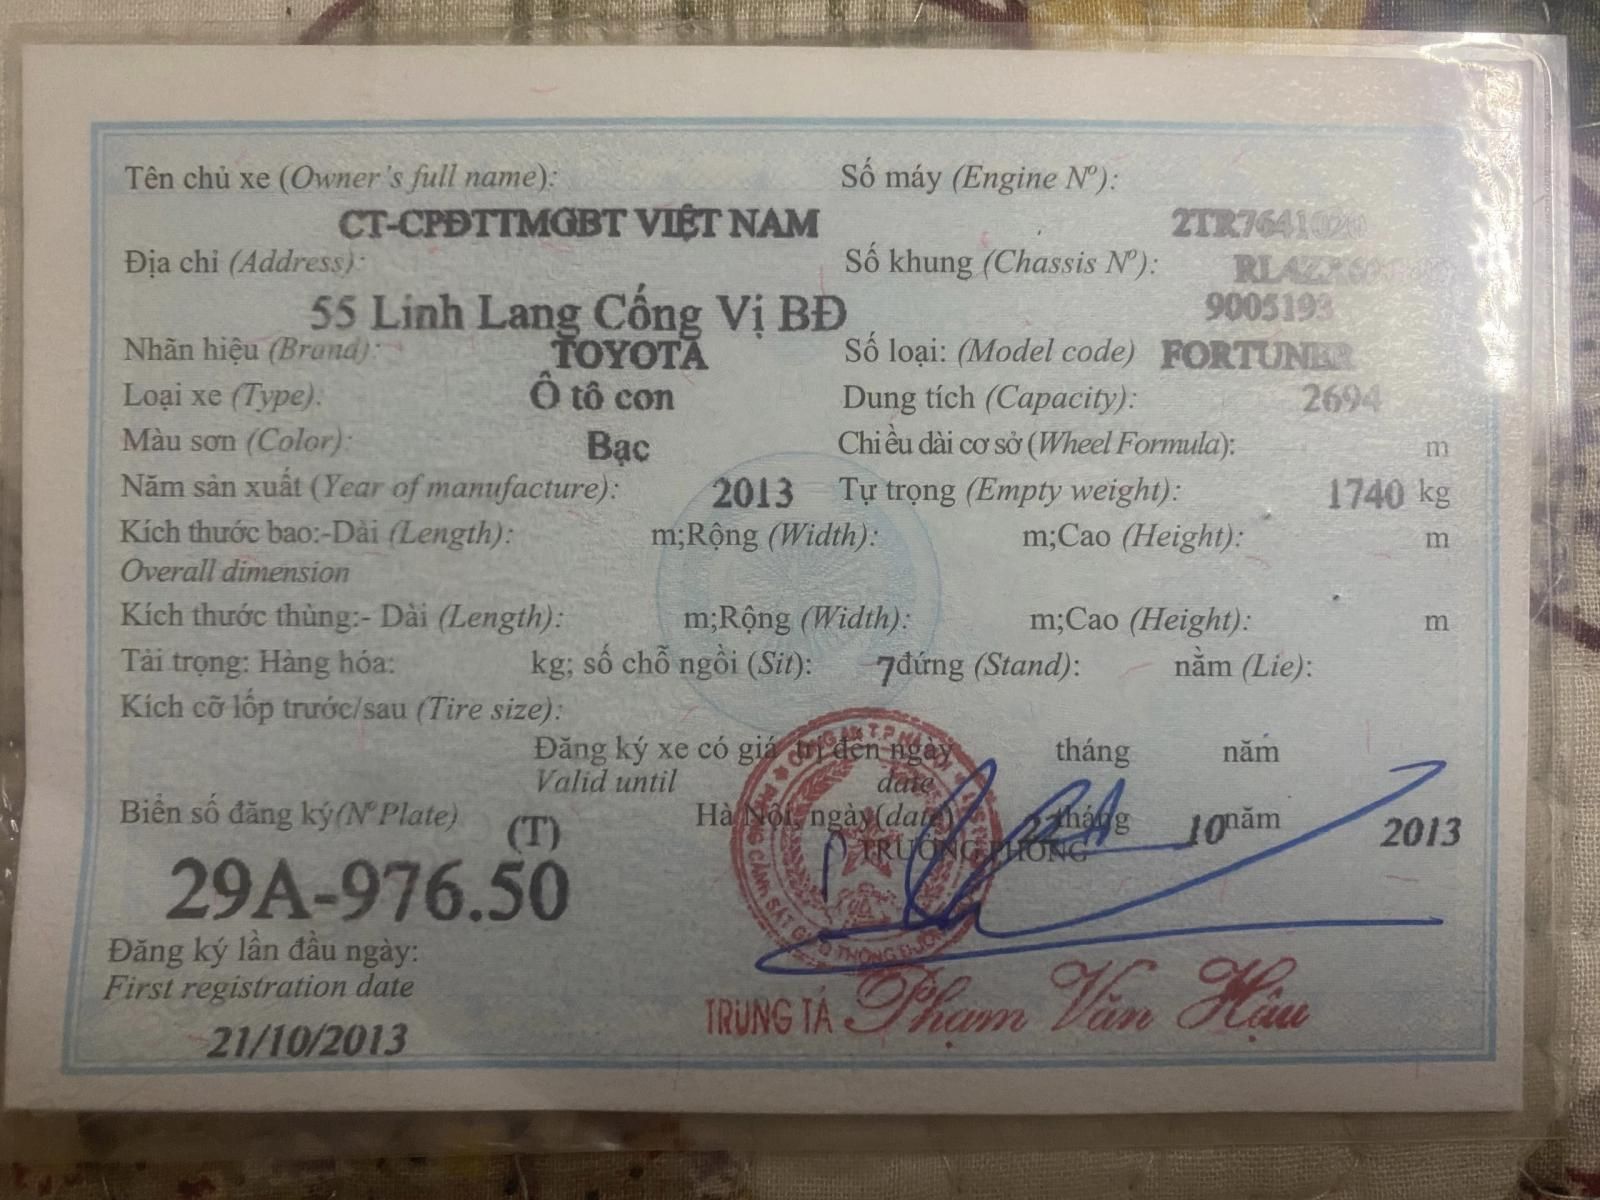 Tên chủ xe (Owner's full name):
CT-CPĐTTMGBT VIỆT NAM
Số máy (Engine Nº):
2TR7641020
Địa chỉ (Address):
55 Linh Lang Cống Vị BĐ
Số khung (Chassis Nº):
9005193
Nhãn hiệu (Brand): TOYOTA
Số loại: (Model code) FORTUNER
Loại xe (Type): Ô tô con
Dung tích (Capacity): 2694
Màu sơn (Color): Bạc
Chiều dài cơ sở (Wheel Formula): m
Năm sản xuất (Year of manufacture): 2013
Tự trọng (Empty weight): 1740 kg
Kích thước bao:-Dài (Length): m;Rộng (Width): m;Cao (Height): m
Overall dimension
Kích thước thùng:- Dài (Length): m;Rộng (Width): m;Cao (Height): m
Tải trọng: Hàng hóa: kg; số chỗ ngồi (Sit): 7 đứng (Stand): nằm (Lie):
Kích cỡ lốp trước/sau (Tire size):
Đăng ký xe có giá trị đến ngày tháng năm
Valid until date
Biển số đăng ký(Nº Plate) (T)
29A-976.50
Hà Nội, ngày(date) 22 tháng 10 năm 2013
TRƯỞNG PHÒNG
Đăng ký lần đầu ngày:
First registration date
21/10/2013
TRUNG TÁ Phạm Văn Hậu